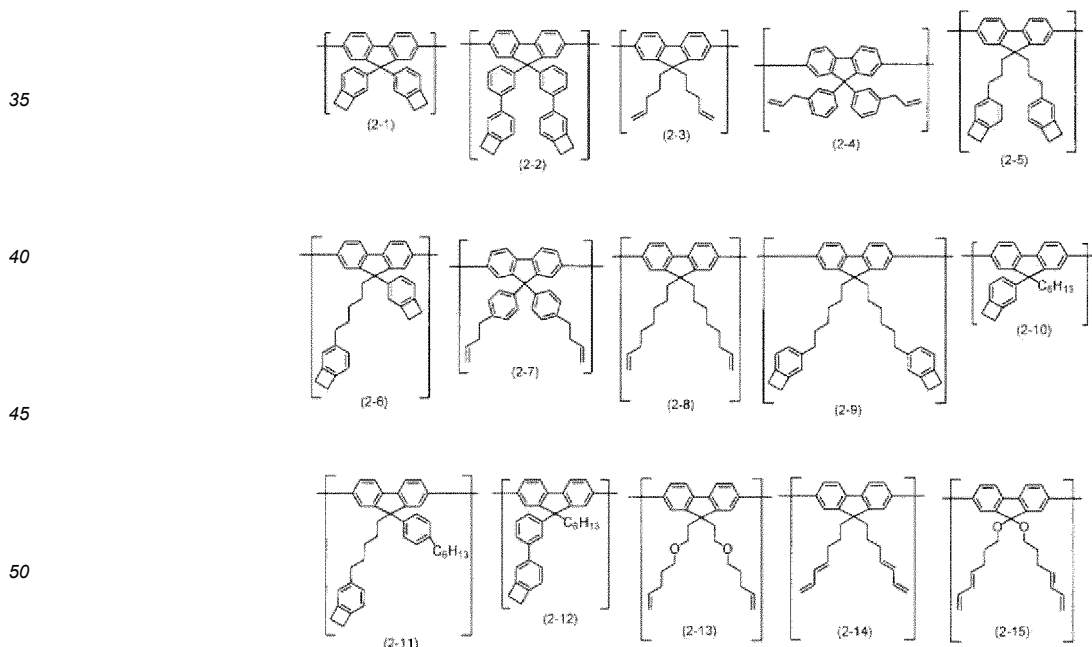 35
(2-1)
(2-2)
(2-3)
(2-4)
(2-5)
40
C6H13
(2-6)
(2-7)
(2-8)
(2-9)
(2-10)
45
C6H13
C6H13
O
O
O
O
50
(2-11)
(2-12)
(2-13)
(2-14)
(2-15)